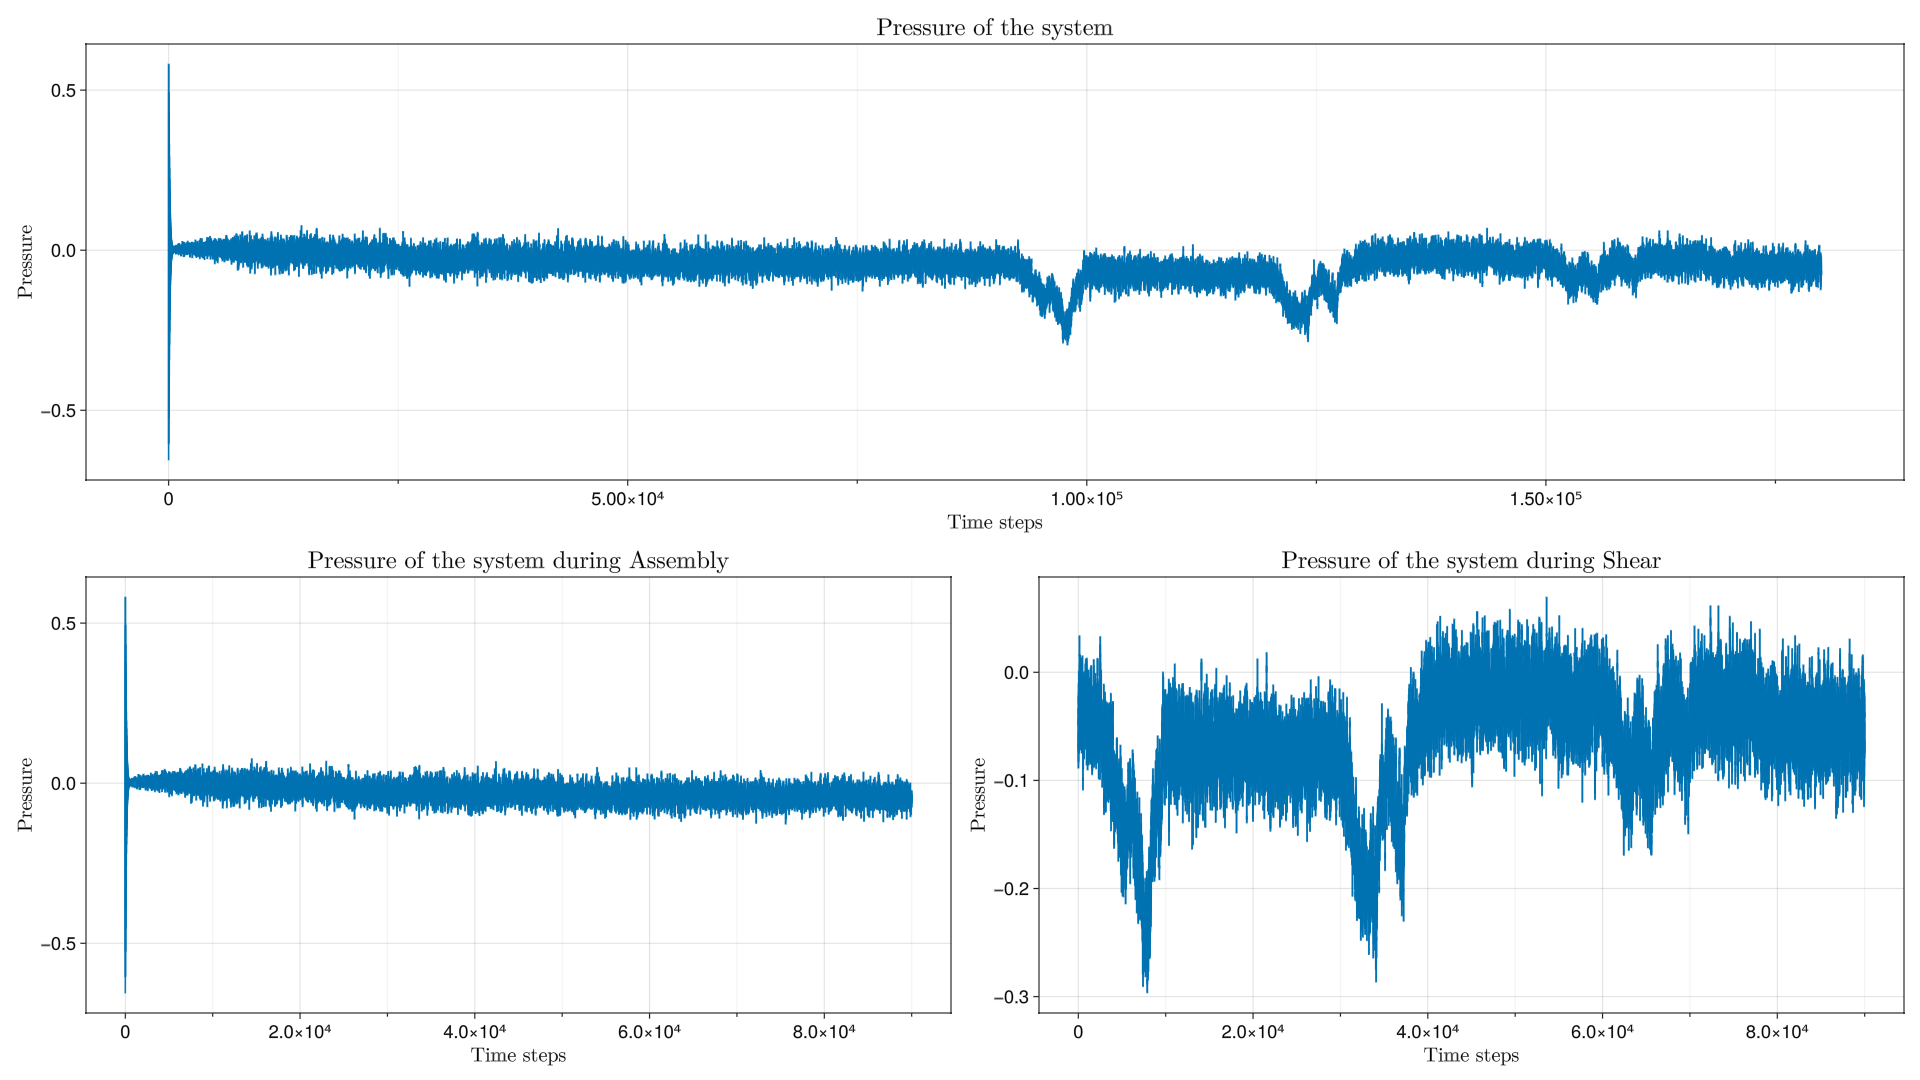 Pressure of the system
Pressure
0.5
0.0
−0.5
0
5.00×10⁴
1.00×10⁵
1.50×10⁵
Time steps
Pressure of the system during Assembly
Pressure
0.5
0.0
−0.5
0
2.0×10⁴
4.0×10⁴
6.0×10⁴
8.0×10⁴
Time steps
Pressure of the system during Shear
Pressure
0.0
−0.1
−0.2
−0.3
0
2.0×10⁴
4.0×10⁴
6.0×10⁴
8.0×10⁴
Time steps